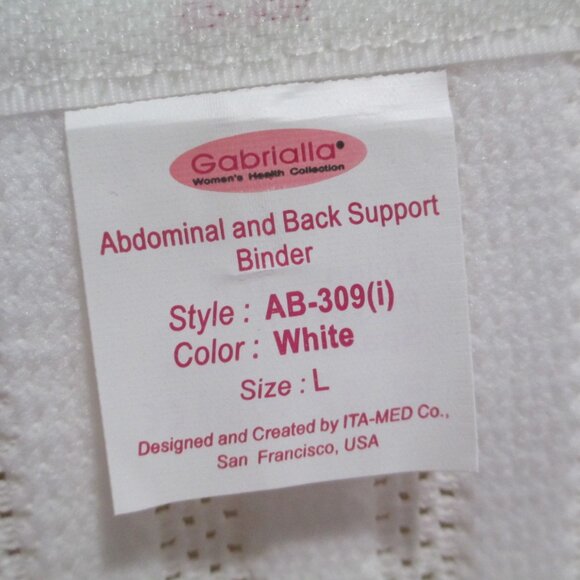 Gabrialla®
Women's Health Collection
Abdominal and Back Support
Binder
Style : AB-309(i)
Color : White
Size : L
Designed and Created by ITA-MED Co.,
San Francisco, USA